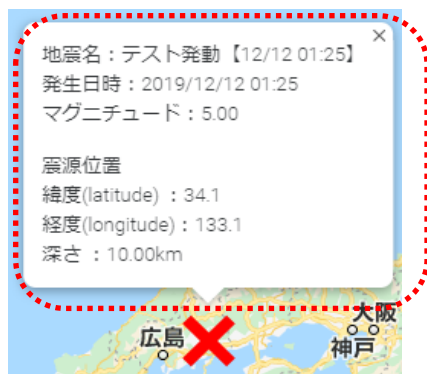 地震名：テスト発動【12/12 01:25】
発生日時：2019/12/12 01:25
マグニチュード：5.00
震源位置
緯度(latitude) ：34.1
経度(longitude)：133.1
深さ ：10.00km
大阪
広島
神戸